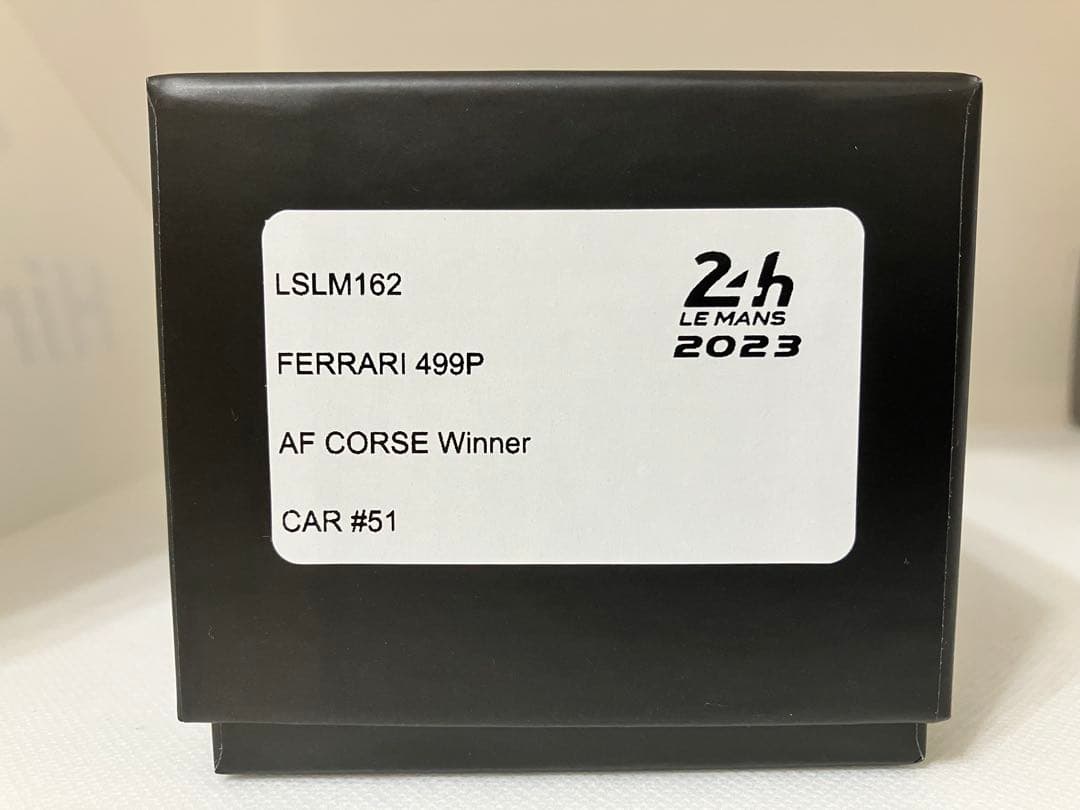 LSLM162
24h
LE MANS
2023
FERRARI 499P
AF CORSE Winner
CAR #51